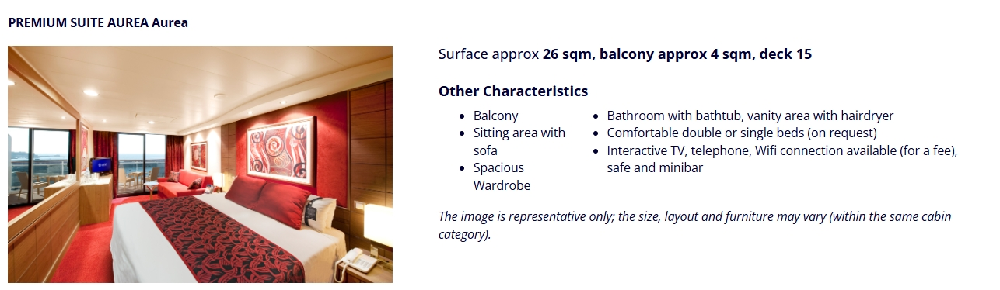 PREMIUM SUITE AUREA Aurea
Surface approx 26 sqm, balcony approx 4 sqm, deck 15
Other Characteristics
Balcony
Sitting area with
sofa
Spacious
Wardrobe
Bathroom with bathtub, vanity area with hairdryer
Comfortable double or single beds (on request)
Interactive TV, telephone, Wifi connection available (for a fee),
safe and minibar
The image is representative only; the size, layout and furniture may vary (within the same cabin
category).